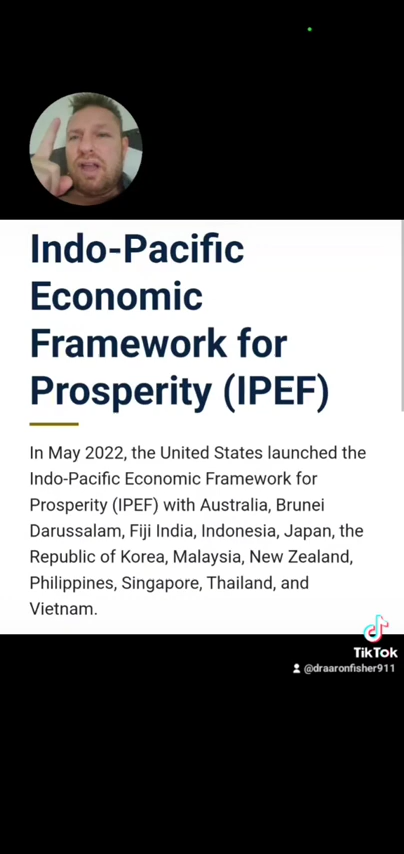 Indo-Pacific
Economic
Framework for
Prosperity (IPEF)
In May 2022, the United States launched the
Indo-Pacific Economic Framework for
Prosperity (IPEF) with Australia, Brunei
Darussalam, Fiji India, Indonesia, Japan, the
Republic of Korea, Malaysia, New Zealand,
Philippines, Singapore, Thailand, and
Vietnam.
TikTok
@draaronfisher911